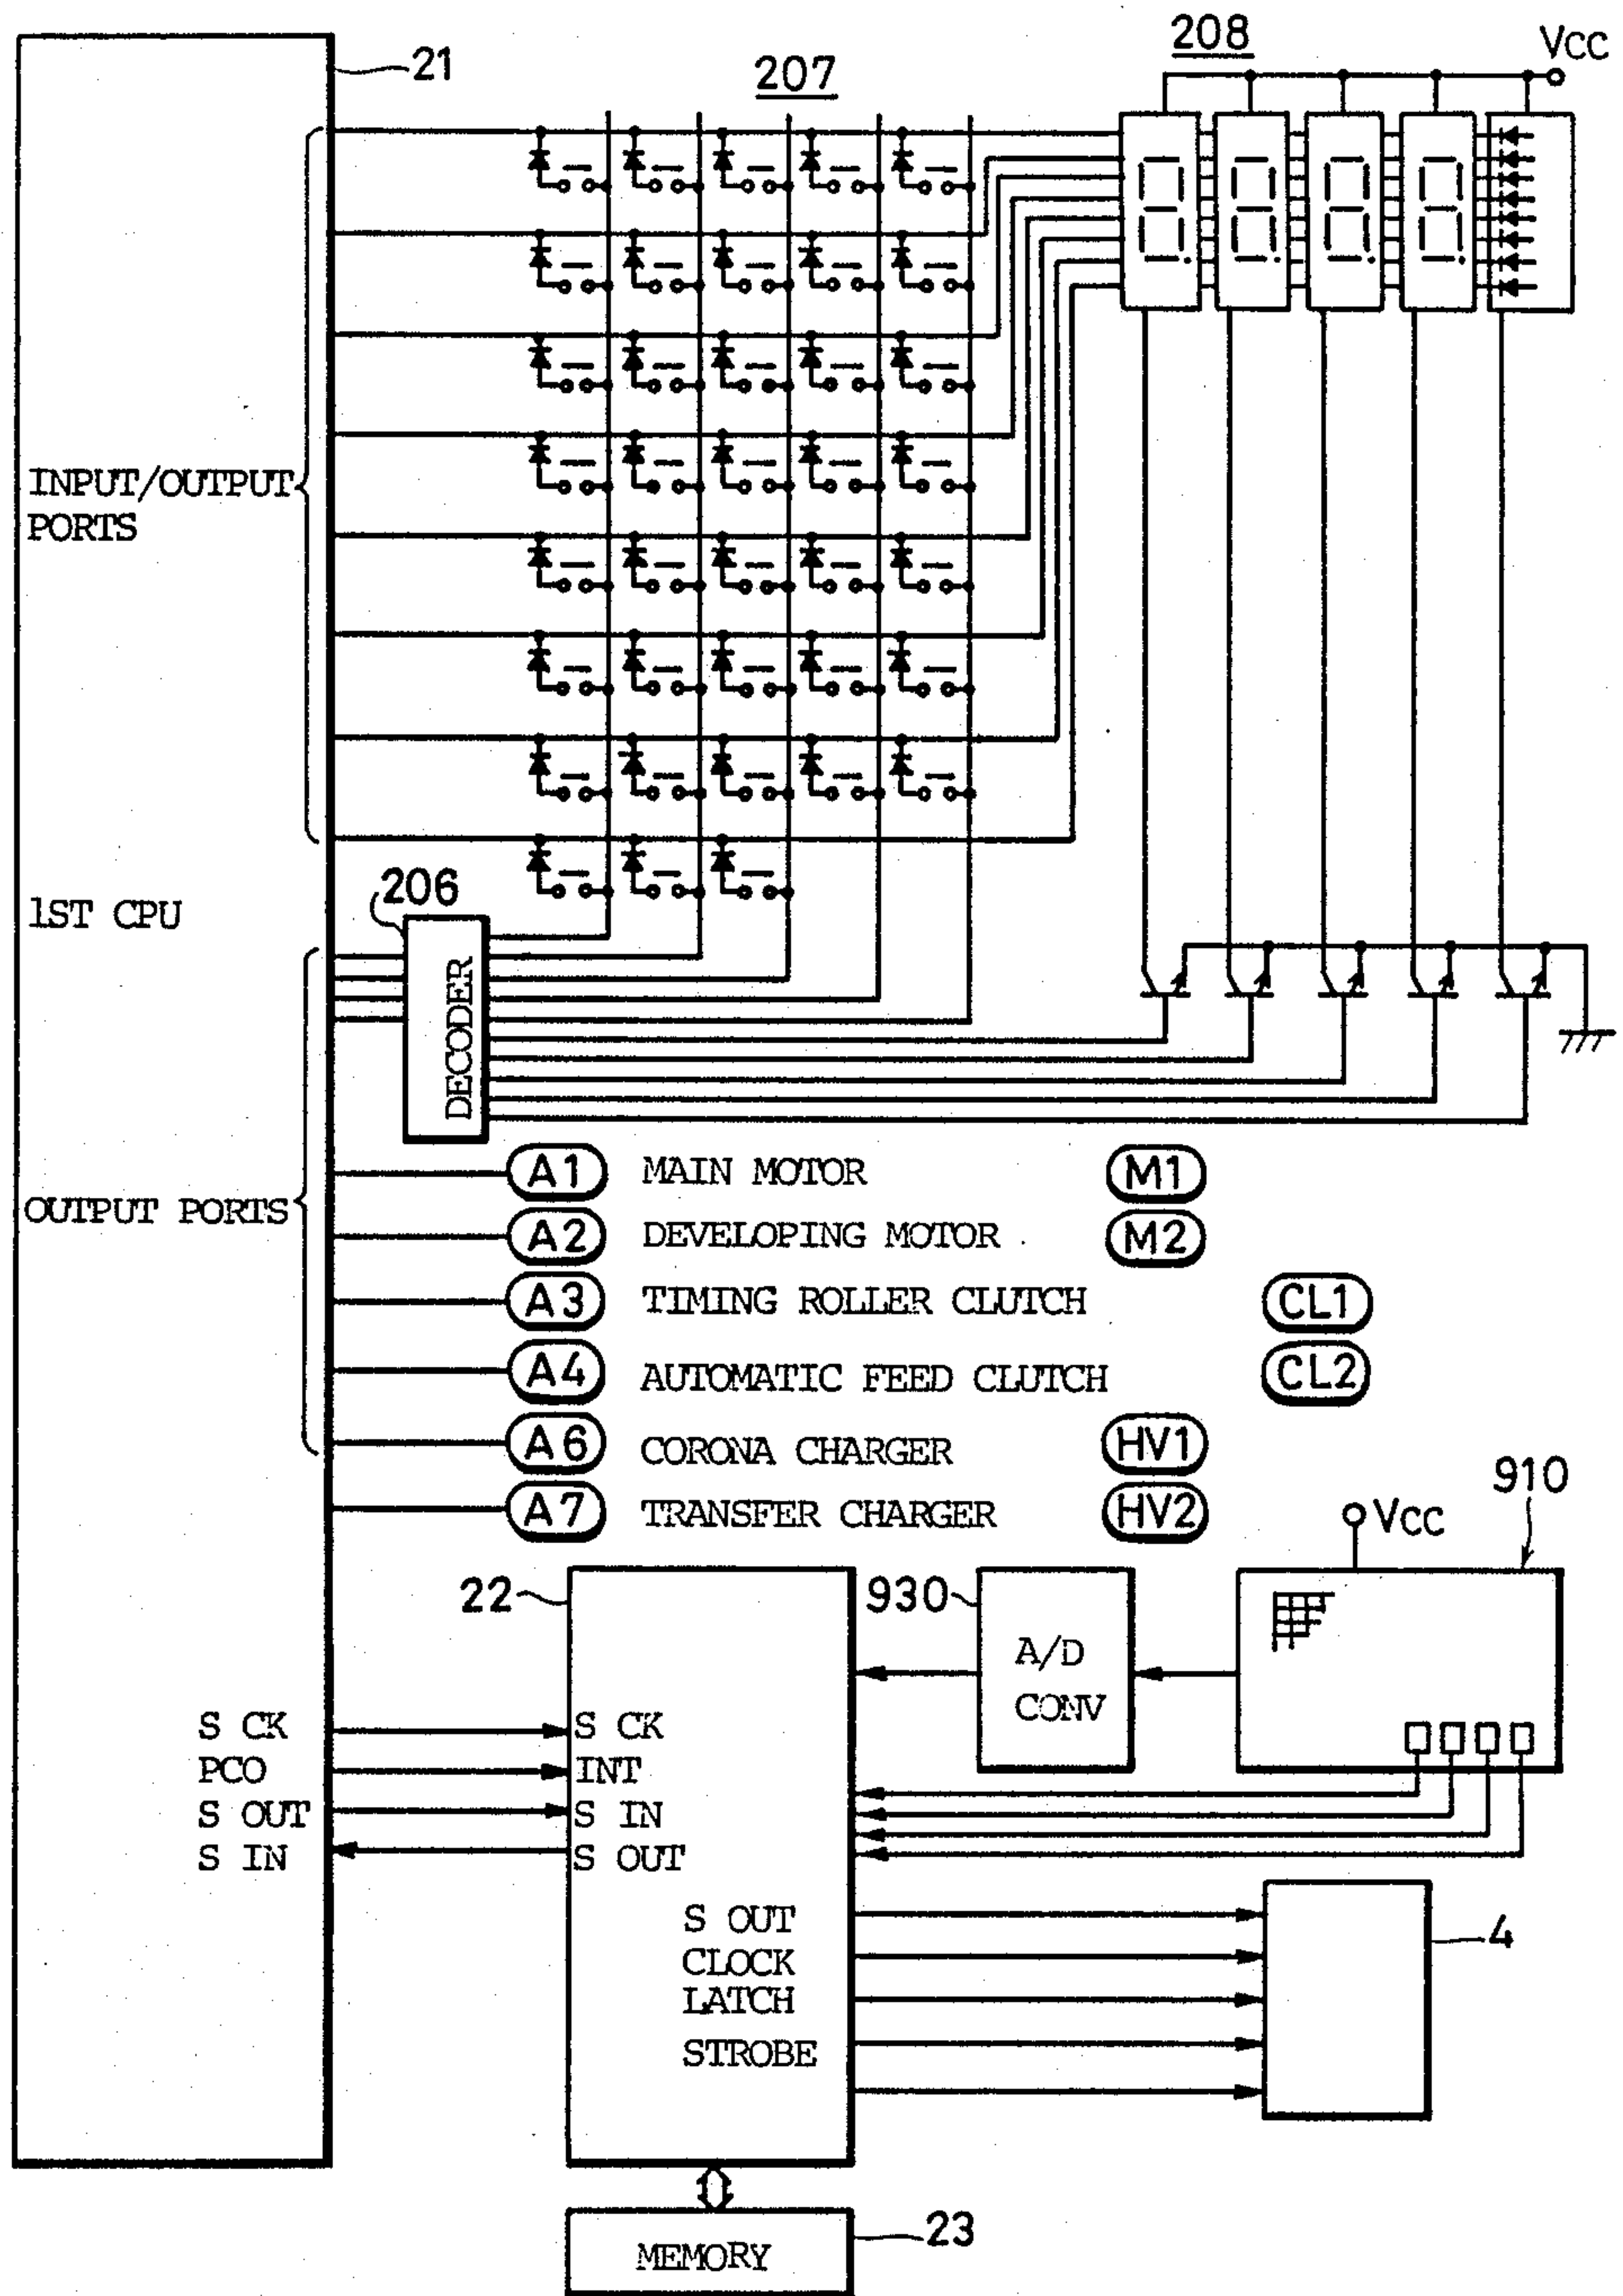 208
VCC
21
207
INPUT/OUTPUT
PORTS
206
1ST CPU
DECODER
A1 MAIN MOTOR M1
OUTPUT PORTS
A2 DEVELOPING MOTOR M2
A3 TIMING ROLLER CLUTCH CL1
A4 AUTOMATIC FEED CLUTCH CL2
A6 CORONA CHARGER HV1
910
A7 TRANSFER CHARGER HV2
VCC
22
930
A/D
CONV
S CK
PCO
S OUT
S IN
S CK
INT
S IN
S OUT
S OUT
CLOCK
LATCH
STROBE
4
MEMORY
23